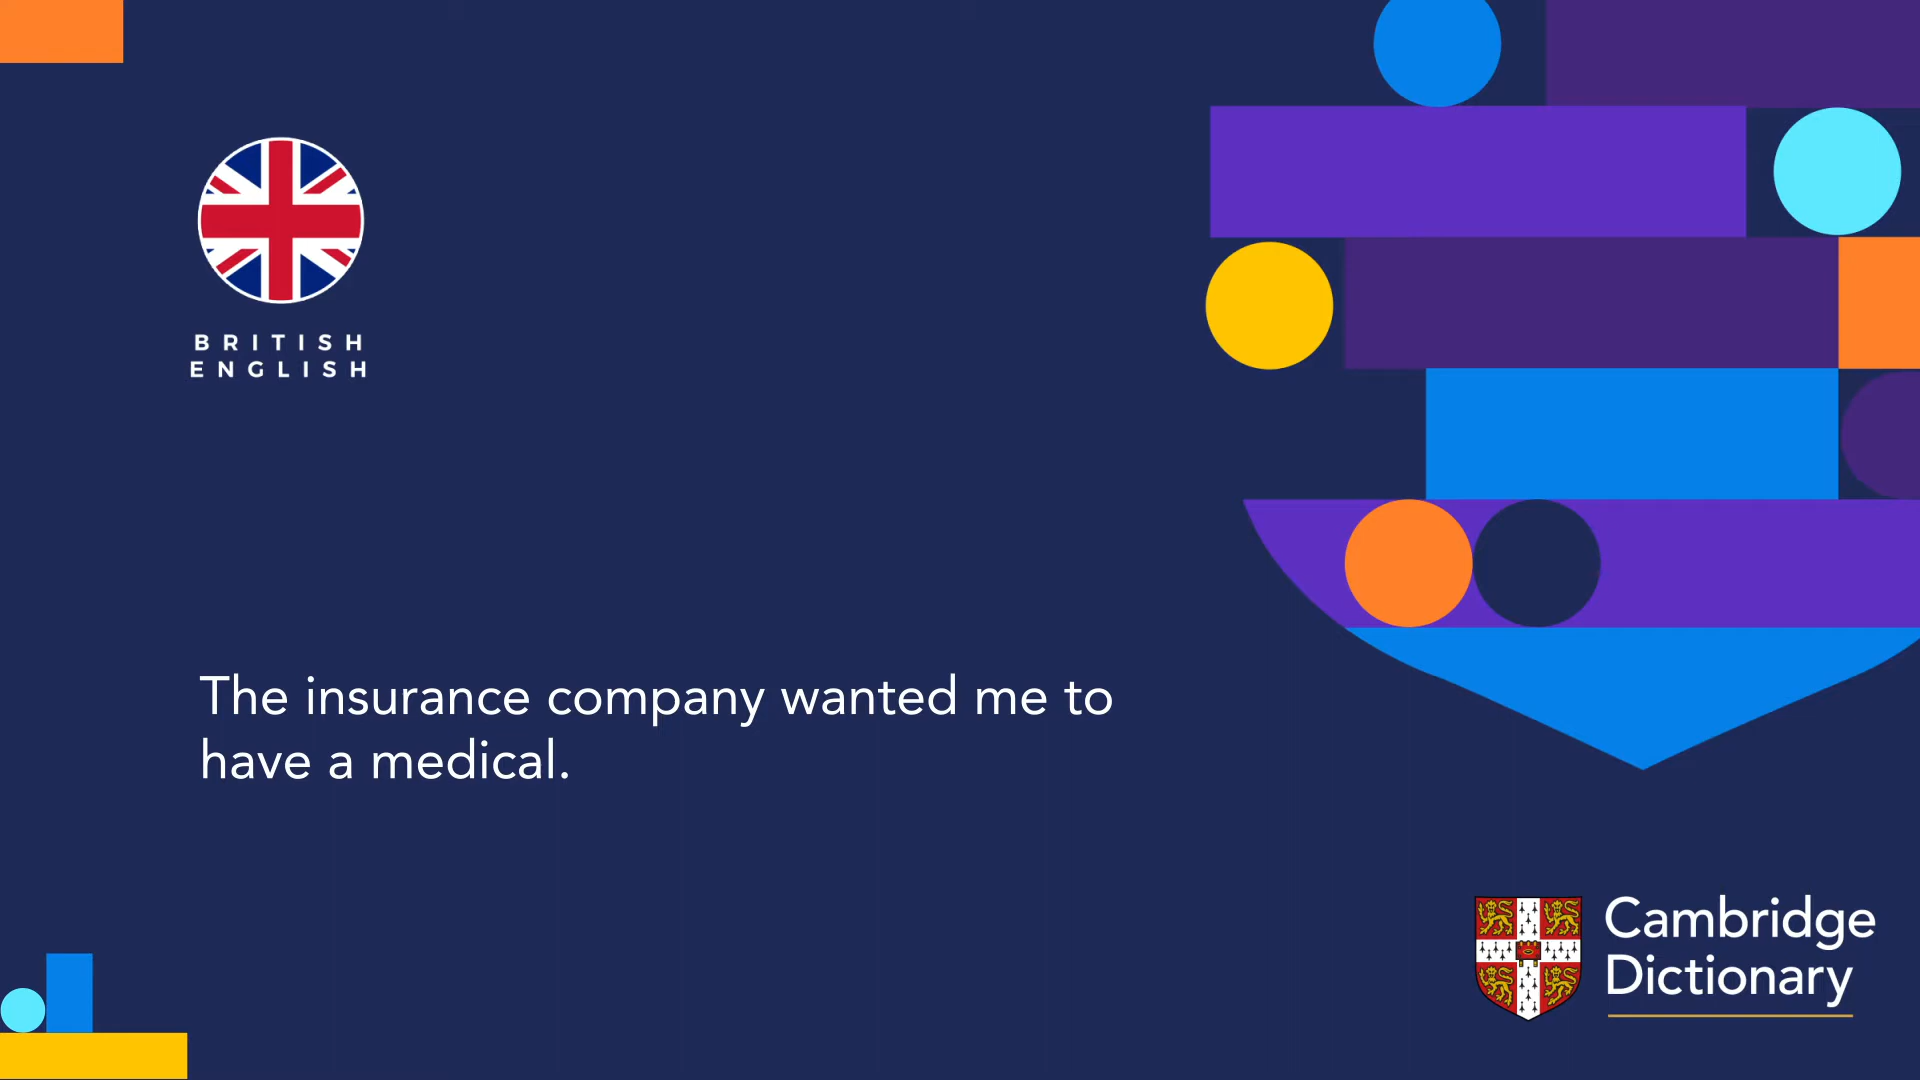 BRITISH
ENGLISH
The insurance company wanted me to
have a medical.
Cambridge
Dictionary